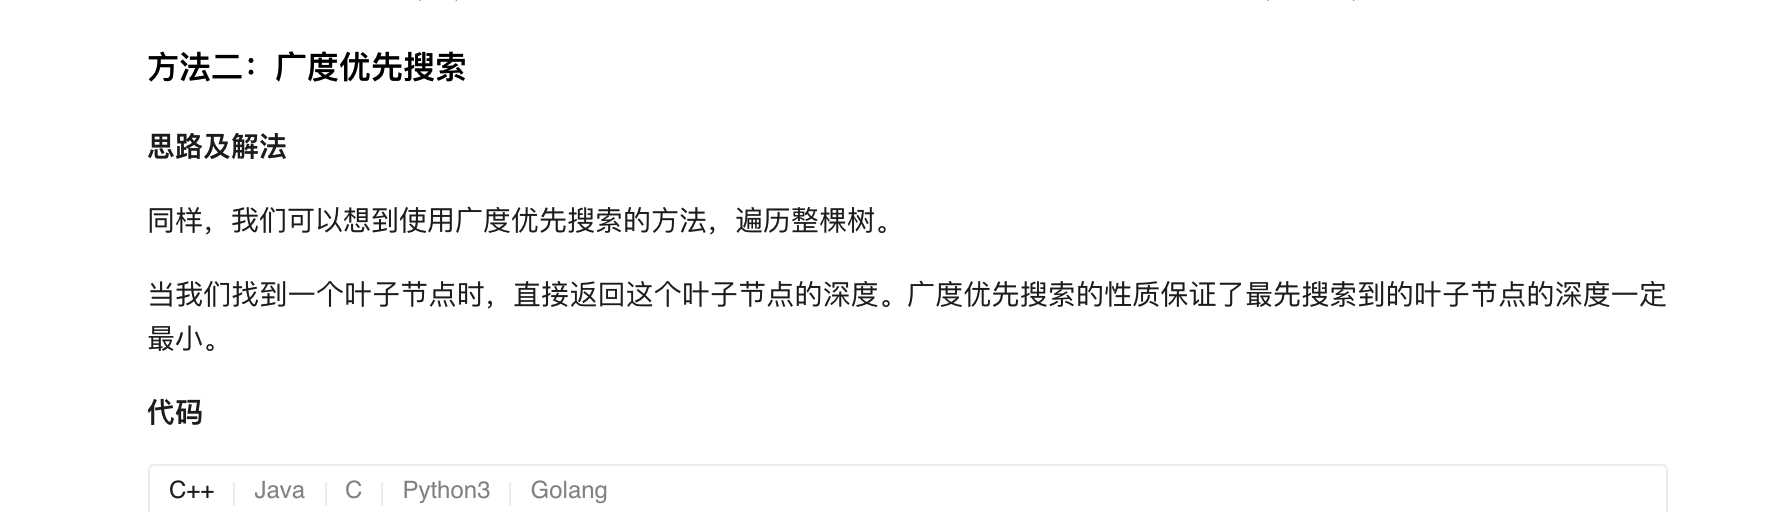 方法二：广度优先搜索
思路及解法
同样，我们可以想到使用广度优先搜索的方法，遍历整棵树。
当我们找到一个叶子节点时，直接返回这个叶子节点的深度。广度优先搜索的性质保证了最先搜索到的叶子节点的深度一定
最小。
代码
C++ Java C Python3 Golang